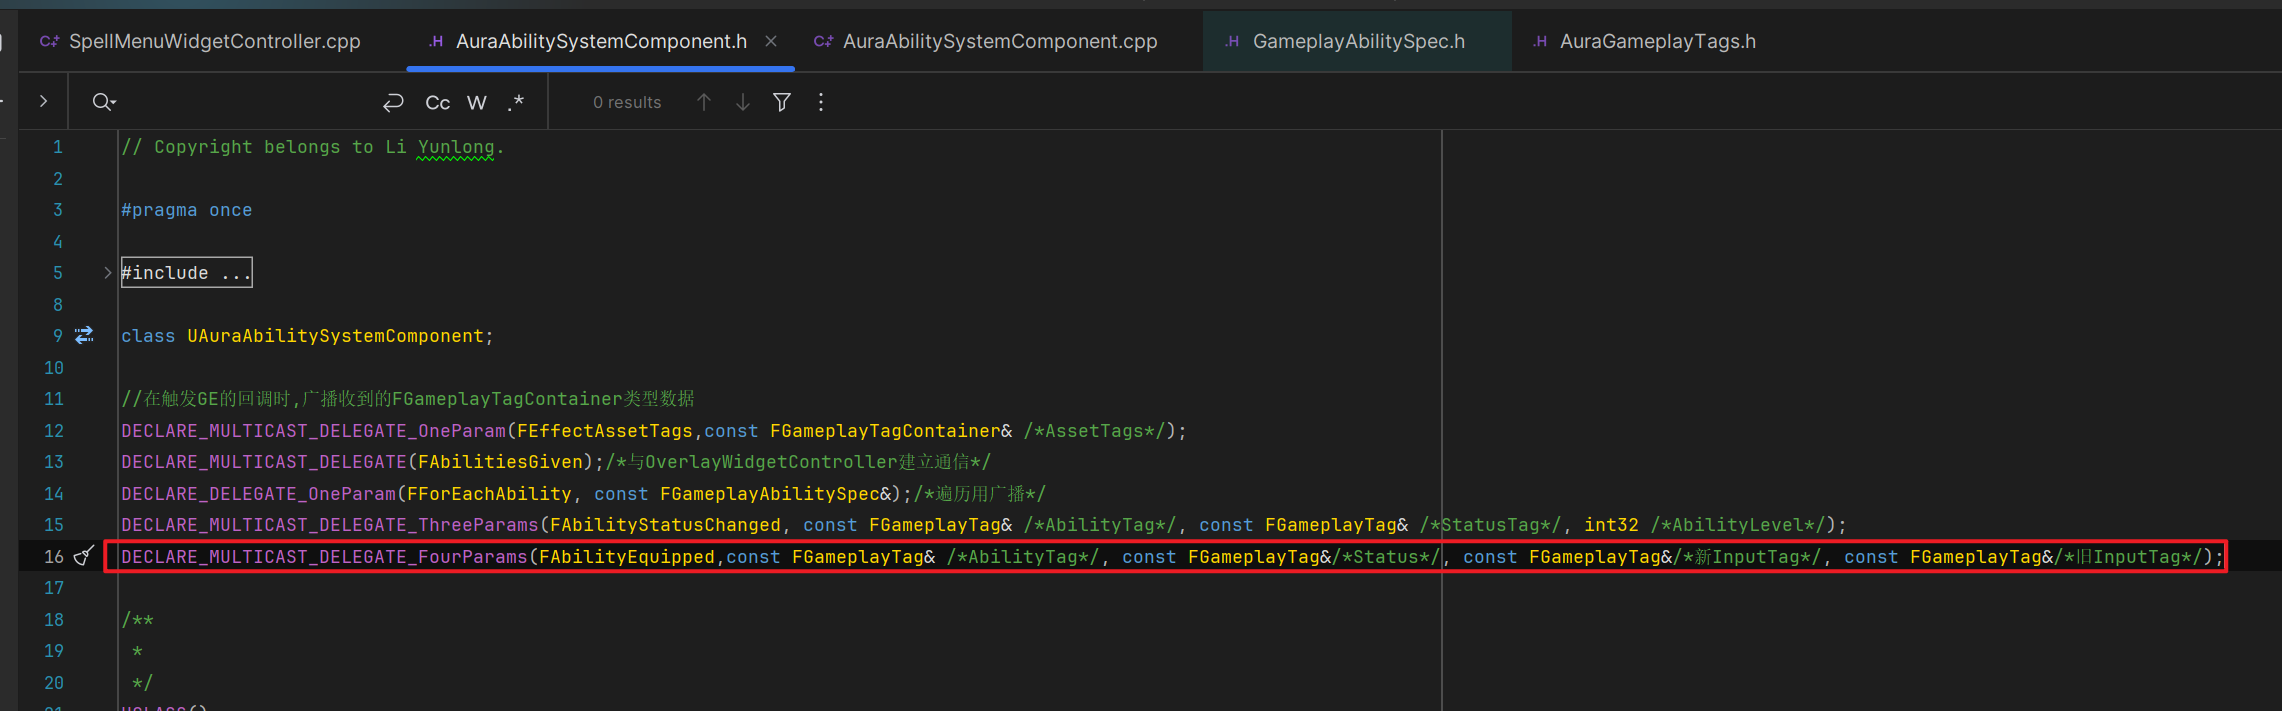 SpellMenuWidgetController.cpp AuraAbilitySystemComponent.h AuraAbilitySystemComponent.cpp GameplayAbilitySpec.h AuraGameplayTags.h
Cc W .* 0 results
1 // Copyright belongs to Li Yunlong.
2
3 #pragma once
4
5 #include ...
8
9 class UAuraAbilitySystemComponent;
10
11 //在触发GE的回调时,广播收到的FGameplayTagContainer类型数据
12 DECLARE_MULTICAST_DELEGATE_OneParam(FEffectAssetTags,const FGameplayTagContainer& /*AssetTags*/);
13 DECLARE_MULTICAST_DELEGATE(FAbilitiesGiven);/*与OverlayWidgetController建立通信*/
14 DECLARE_DELEGATE_OneParam(FForEachAbility, const FGameplayAbilitySpec&);/*遍历用广播*/
15 DECLARE_MULTICAST_DELEGATE_ThreeParams(FAbilityStatusChanged, const FGameplayTag& /*AbilityTag*/, const FGameplayTag& /*StatusTag*/, int32 /*AbilityLevel*/);
16 DECLARE_MULTICAST_DELEGATE_FourParams(FAbilityEquipped,const FGameplayTag& /*AbilityTag*/, const FGameplayTag&/*Status*/, const FGameplayTag&/*新InputTag*/, const FGameplayTag&/*旧InputTag*/);
17
18 /**
19 *
20 */